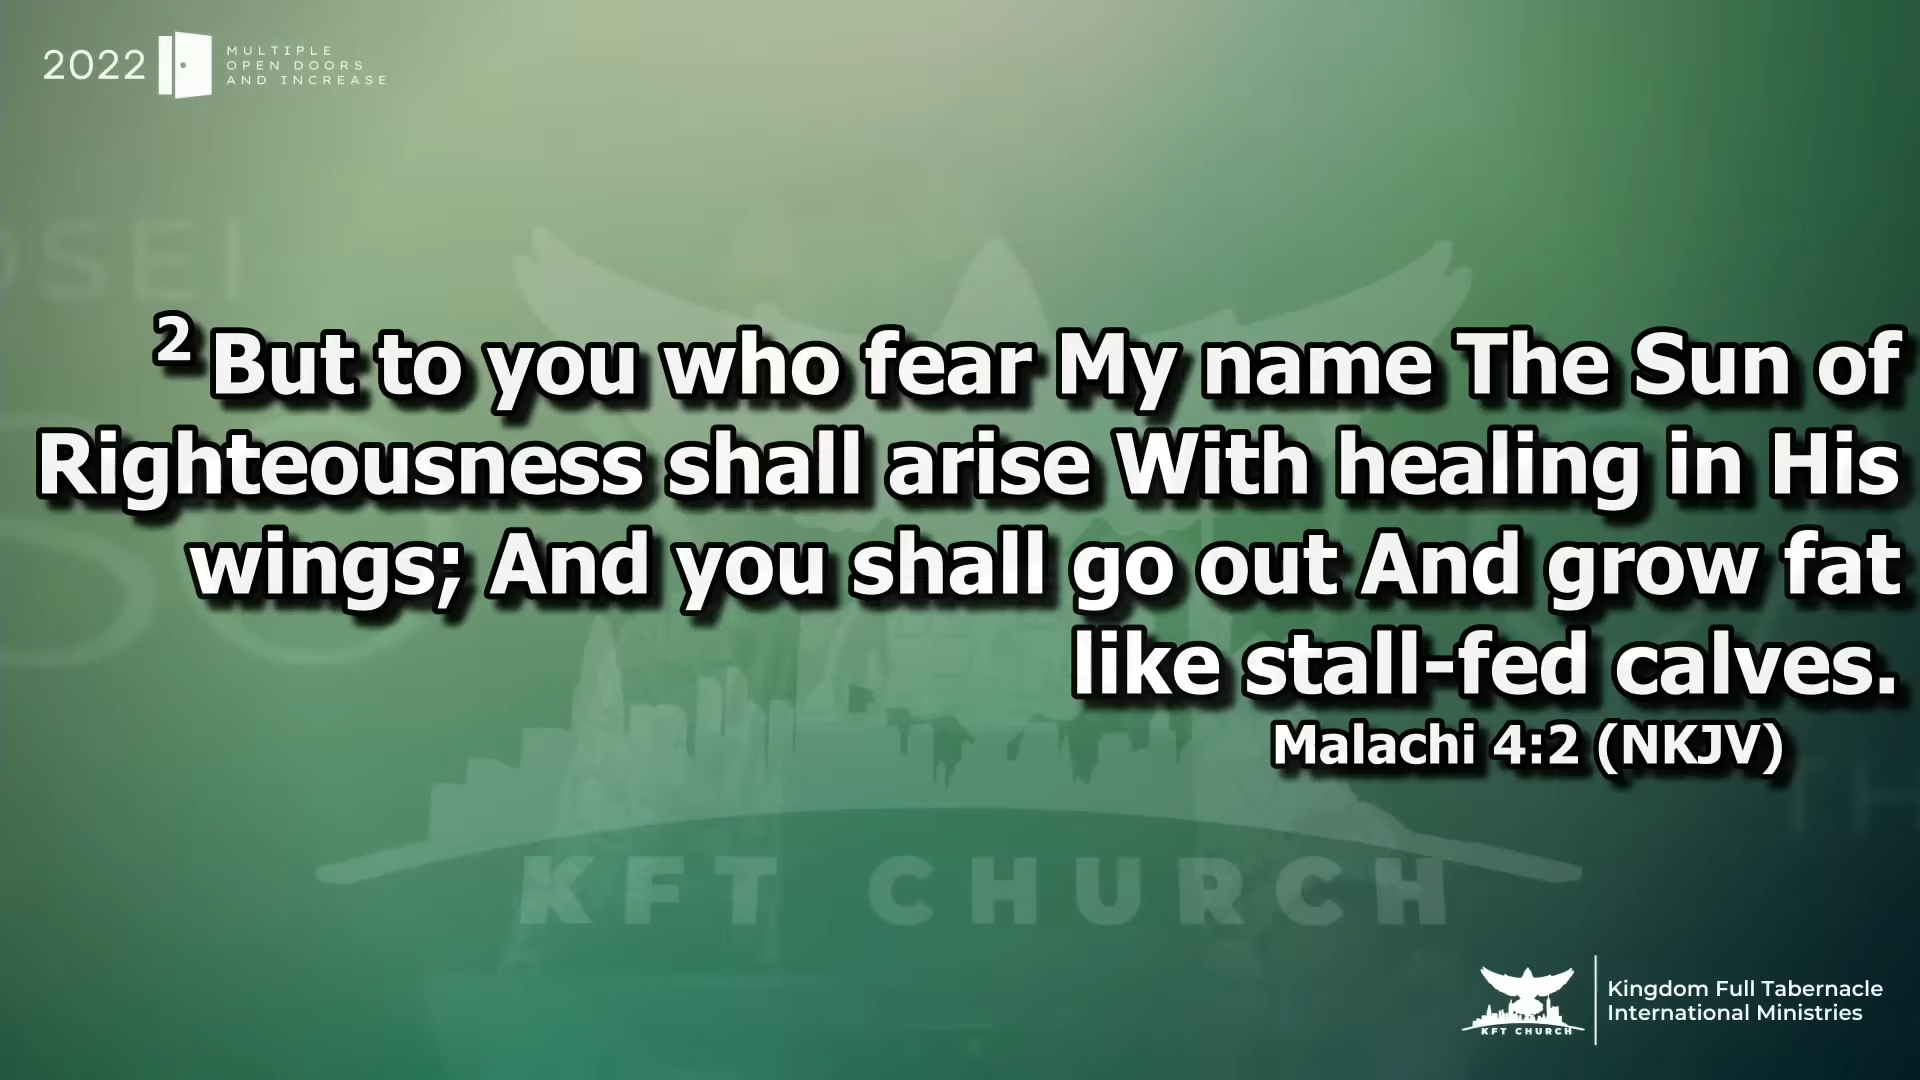 2022
MULTIPLE
OPEN DOORS
AND INCREASE
OSEI
2 But to you who fear My name The Sun of
Righteousness shall arise With healing in His
wings; And you shall go out And grow fat
like stall-fed calves.
Malachi 4:2 (NKJV)
KFT CHURCH
KFT CHURCH
Kingdom Full Tabernacle
International Ministries